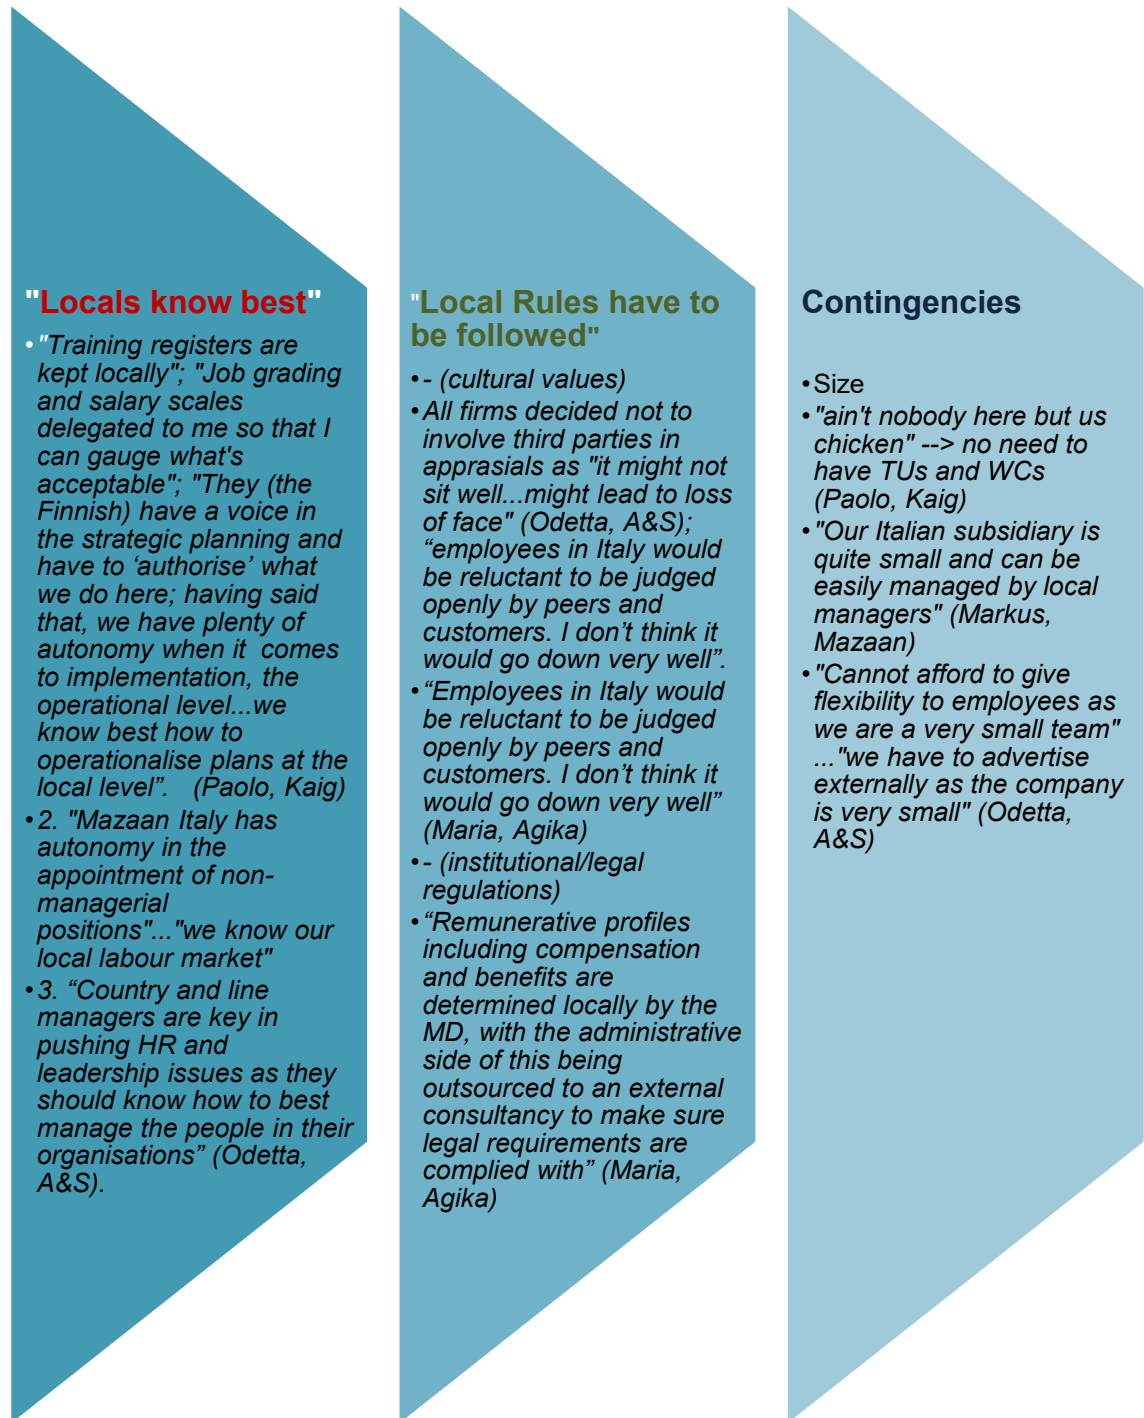 "Locals know best"
• "Training registers are
kept locally"; "Job grading
and salary scales
delegated to me so that I
can gauge what's
acceptable"; "They (the
Finnish) have a voice in
the strategic planning and
have to ‘authorise’ what
we do here; having said
that, we have plenty of
autonomy when it comes
to implementation, the
operational level...we
know best how to
operationalise plans at the
local level”. (Paolo, Kaig)
• 2. "Mazaan Italy has
autonomy in the
appointment of non-
managerial
positions"..."we know our
local labour market"
• 3. “Country and line
managers are key in
pushing HR and
leadership issues as they
should know how to best
manage the people in their
organisations” (Odetta,
A&S).
"Local Rules have to
be followed"
• - (cultural values)
• All firms decided not to
involve third parties in
apprasials as "it might not
sit well...might lead to loss
of face" (Odetta, A&S);
“employees in Italy would
be reluctant to be judged
openly by peers and
customers. I don’t think it
would go down very well”.
• “Employees in Italy would
be reluctant to be judged
openly by peers and
customers. I don’t think it
would go down very well”
(Maria, Agika)
• - (institutional/legal
regulations)
• “Remunerative profiles
including compensation
and benefits are
determined locally by the
MD, with the administrative
side of this being
outsourced to an external
consultancy to make sure
legal requirements are
complied with” (Maria,
Agika)
Contingencies
• Size
• "ain't nobody here but us
chicken" --> no need to
have TUs and WCs
(Paolo, Kaig)
• "Our Italian subsidiary is
quite small and can be
easily managed by local
managers" (Markus,
Mazaan)
• "Cannot afford to give
flexibility to employees as
we are a very small team"
..."we have to advertise
externally as the company
is very small" (Odetta,
A&S)